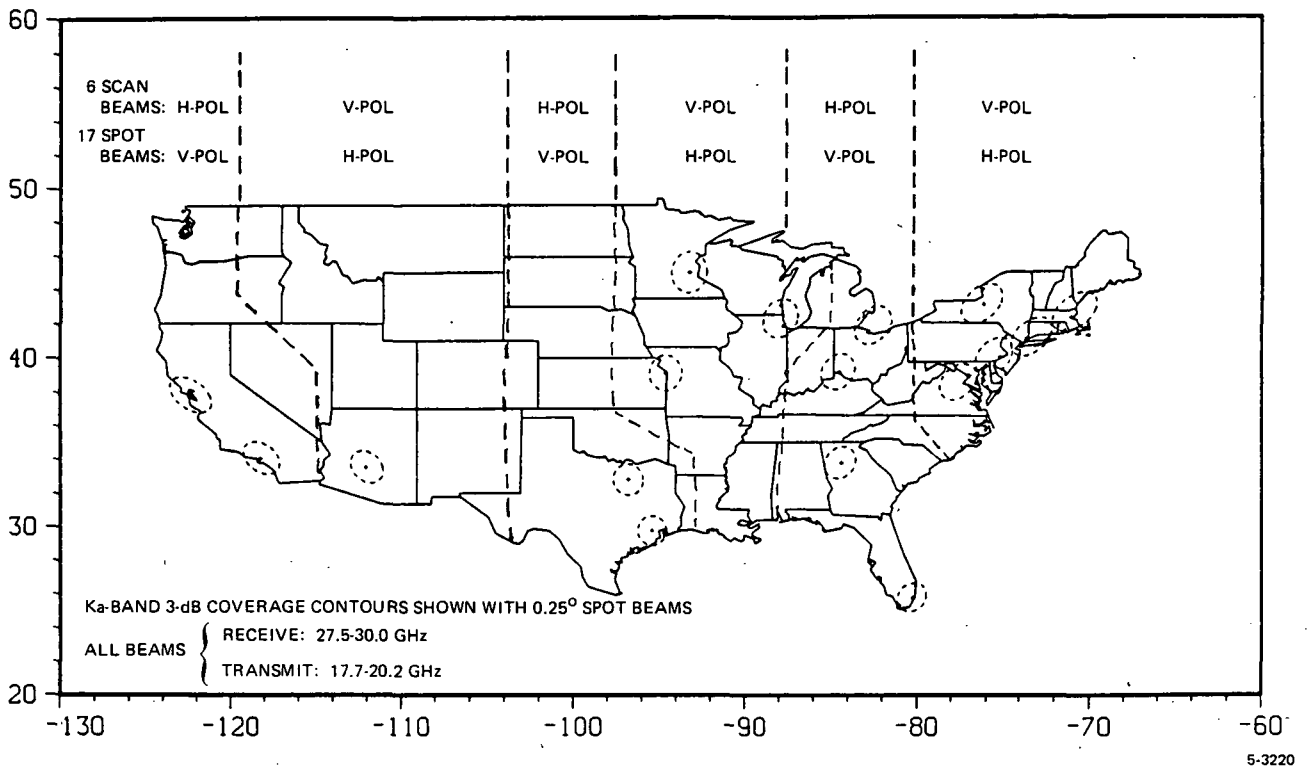 60
6 SCAN
BEAMS: H-POL V-POL H-POL V-POL H-POL V-POL
17 SPOT
BEAMS: V-POL H-POL V-POL H-POL V-POL H-POL
50
40
30
Ka-BAND 3-dB COVERAGE CONTOURS SHOWN WITH 0.25° SPOT BEAMS
ALL BEAMS { RECEIVE: 27.5-30.0 GHz
TRANSMIT: 17.7-20.2 GHz
20
-130 -120 -110 -100 -90 -80 -70 -60
5-3220